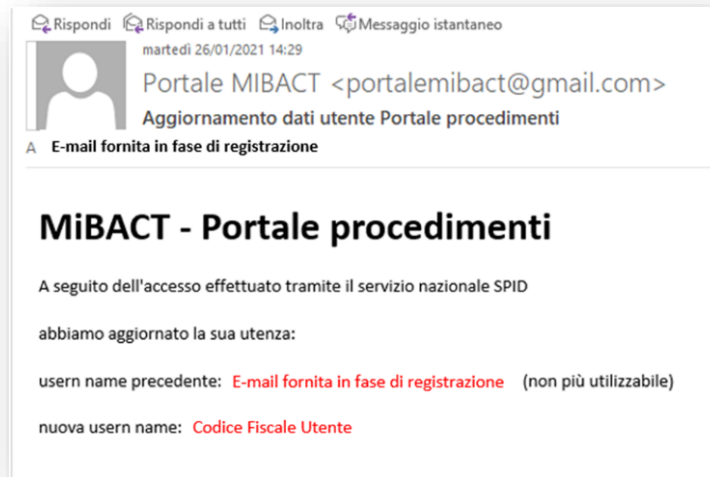 Rispondi Rispondi a tutti Inoltra Messaggio istantaneo
martedì 26/01/2021 14:29
Portale MIBACT <portalemibact@gmail.com>
Aggiornamento dati utente Portale procedimenti
A E-mail fornita in fase di registrazione
MiBACT - Portale procedimenti
A seguito dell'accesso effettuato tramite il servizio nazionale SPID
abbiamo aggiornato la sua utenza:
usern name precedente: E-mail fornita in fase di registrazione (non più utilizzabile)
nuova usern name: Codice Fiscale Utente